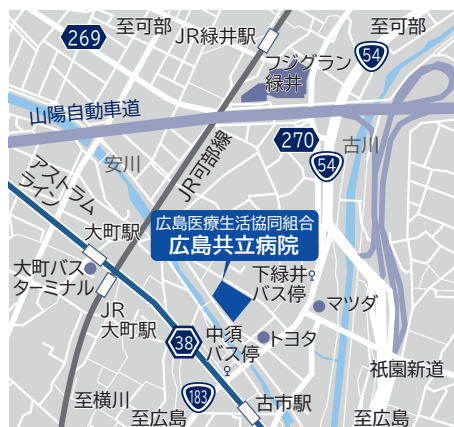 至可部
至可部
269
JR緑井駅
54
フジグラン
緑井
山陽自動車道
270
古川
54
安川
JR可部線
アストラム
ライン
広島医療生活協同組合
広島共立病院
大町駅
下緑井
バス停
大町バス
ターミナル
マツダ
JR
大町駅
38
中須
バス停
トヨタ
祇園新道
至横川
183
古市駅
至広島
至広島